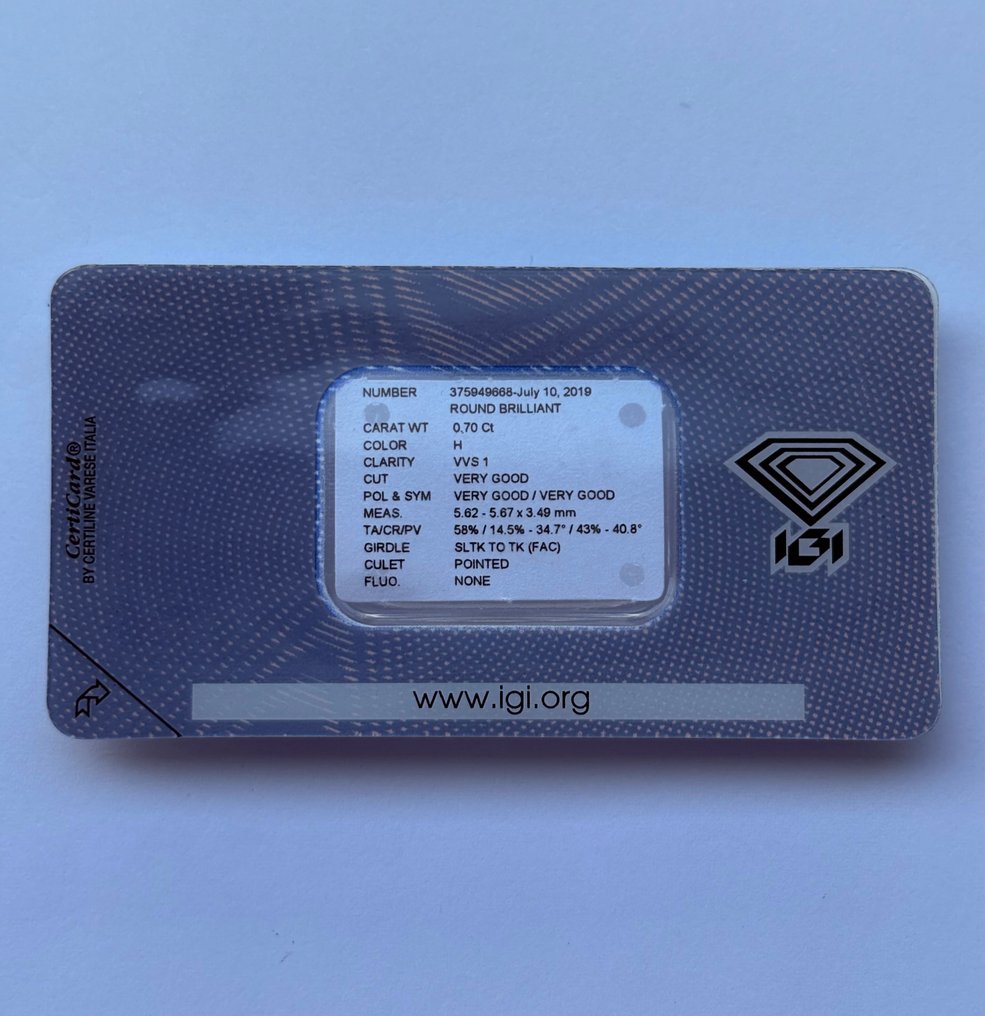 NUMBER 375949668-July 10, 2019
ROUND BRILLIANT
CARAT WT 0,70 Ct
COLOR H
CLARITY VVS 1
CUT VERY GOOD
POL & SYM VERY GOOD / VERY GOOD
MEAS. 5.62 - 5.67 x 3.49 mm
TA/CR/PV 58% / 14.5% - 34.7° / 43% - 40.8°
GIRDLE SLTK TO TK (FAC)
CULET POINTED
FLUO. NONE
CertiCard®
BY CERTILINE VARESE ITALIA
IGI
www.igi.org